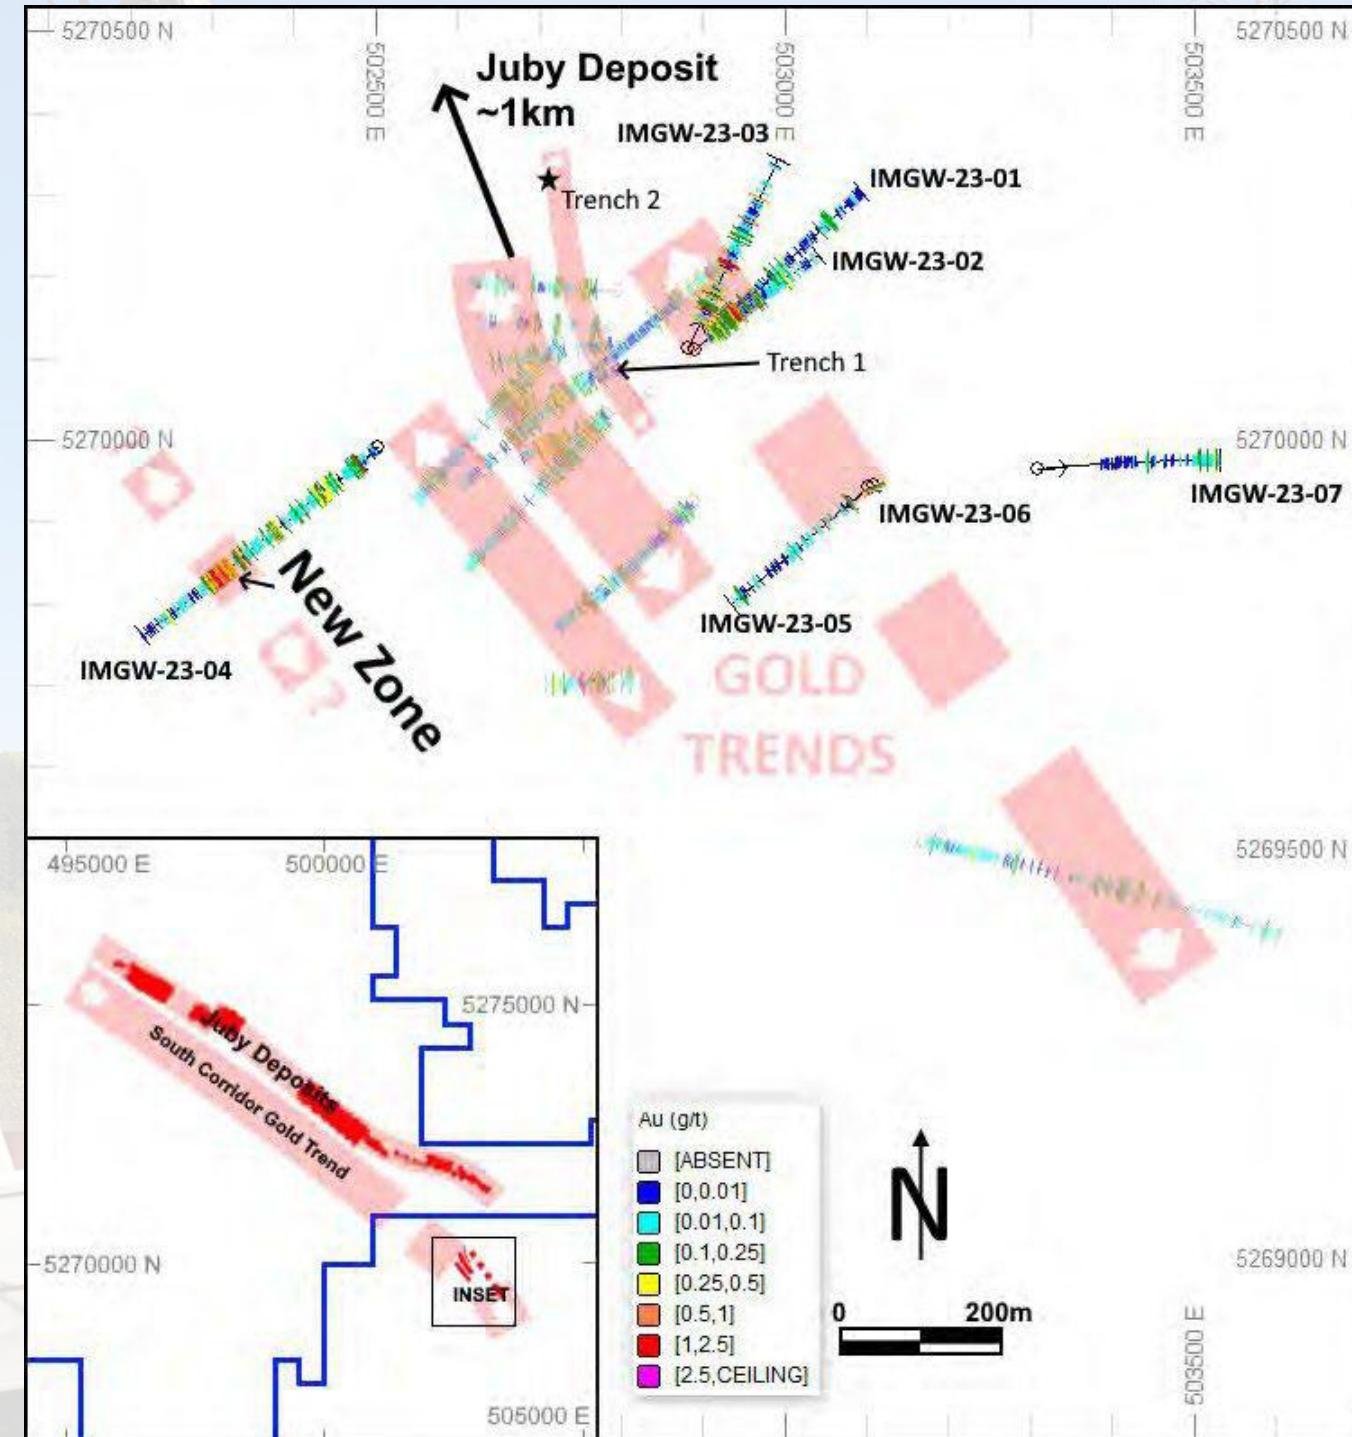 5270500 N
5270500 N
502500 E
503000 E
503500 E
Juby Deposit
~1km
IMGW-23-03
IMGW-23-01
Trench 2
IMGW-23-02
Trench 1
5270000 N
5270000 N
IMGW-23-07
IMGW-23-06
New Zone
IMGW-23-05
IMGW-23-04
GOLD
TRENDS
?
5269500 N
495000 E
500000 E
5275000 N
Juby Deposits
South Corridor Gold Trend
5270000 N
INSET
505000 E
Au (g/t)
[ABSENT]
[0,0.01]
[0.01,0.1]
[0.1,0.25]
[0.25,0.5]
[0.5,1]
[1,2.5]
[2.5,CEILING]
N
0
200m
5269000 N
503500 E